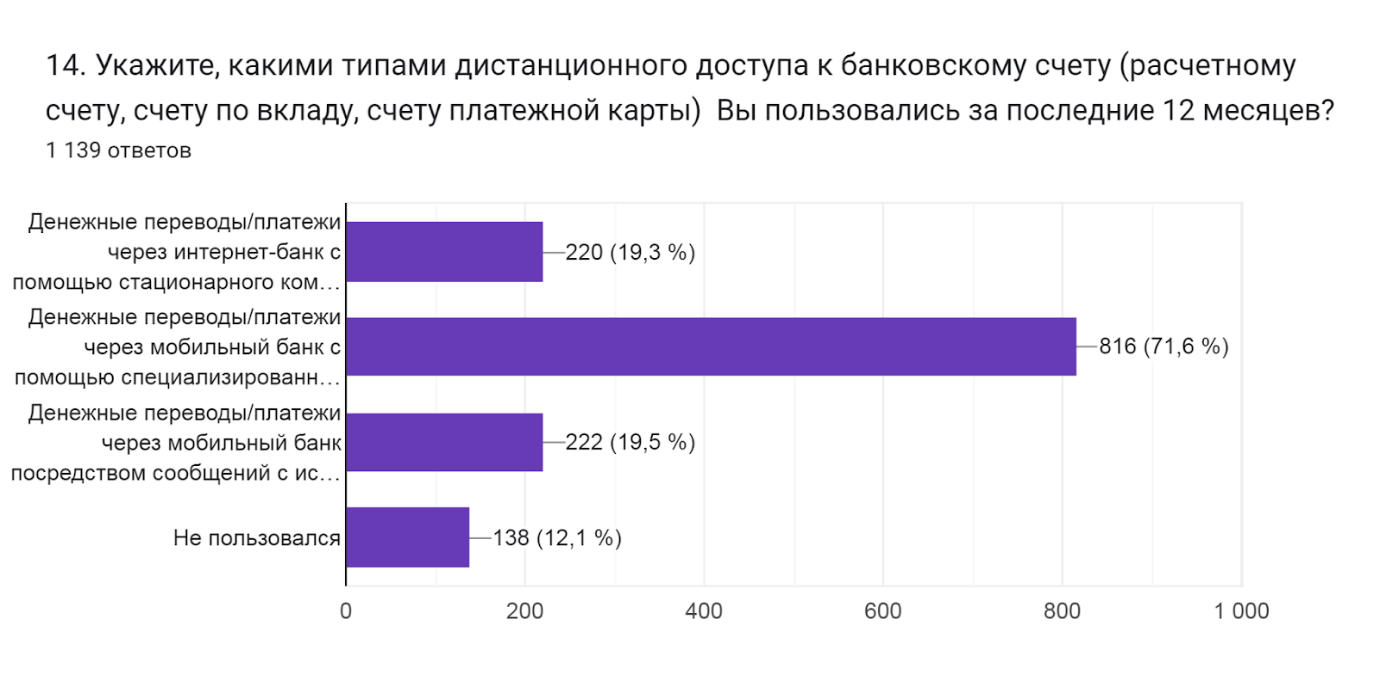 14. Укажите, какими типами дистанционного доступа к банковскому счету (расчетному
счету, счету по вкладу, счету платежной карты)  Вы пользовались за последние 12 месяцев?
1 139 ответов
Денежные переводы/платежи
через интернет-банк с
помощью стационарного ком…
220 (19,3 %)
Денежные переводы/платежи
через мобильный банк с
помощью специализированн…
816 (71,6 %)
Денежные переводы/платежи
через мобильный банк
посредством сообщений с ис…
222 (19,5 %)
Не пользовался
138 (12,1 %)
0 200 400 600 800 1 000